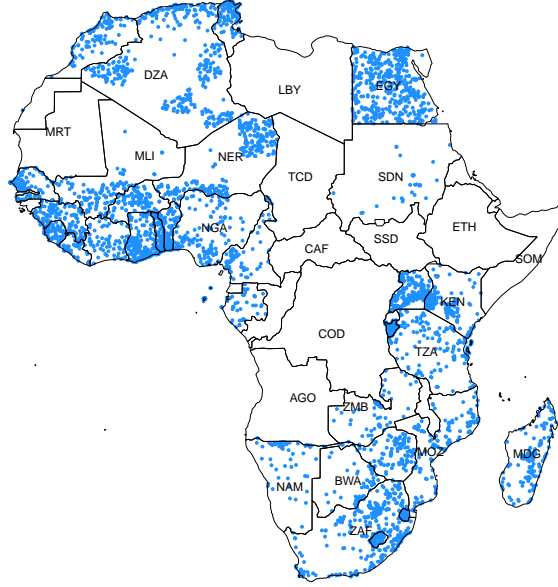 DZA
LBY
EGY
MRT
MLI
NER
TCD
SDN
NGA
CAF
SSD
ETH
SOM
KEN
COD
TZA
AGO
ZMB
MOZ
MDG
NAM
BWA
ZAF